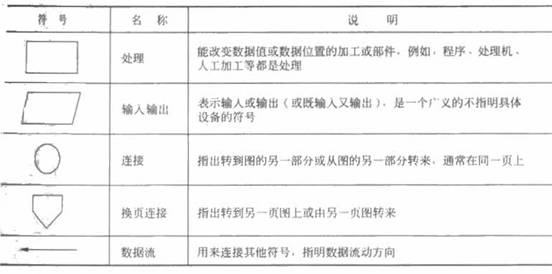 符号 名称 说明
处理 能改变数据值或数据位置的加工或部件，例如，程序、处理机、
人工加工等都是处理
输入输出 表示输入或输出（或既输入又输出），是一个广义的不指明具体
设备的符号
连接 指出转到图的另一部分或从图的另一部分转来，通常在同一页上
换页连接 指出转到另一页图上或由另一页图转来
数据流 用来连接其他符号，指明数据流动方向